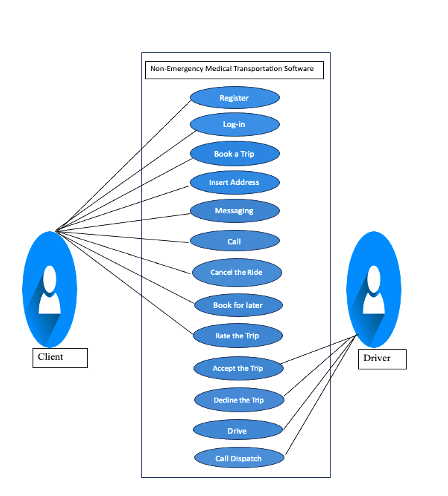 Non-Emergency Medical Transportation Software
Register
Log-in
Book a Trip
Insert Address
Messaging
Call
Cancel the Ride
Book for later
Rate the Trip
Client
Driver
Accept the Trip
Decline the Trip
Drive
Call Dispatch